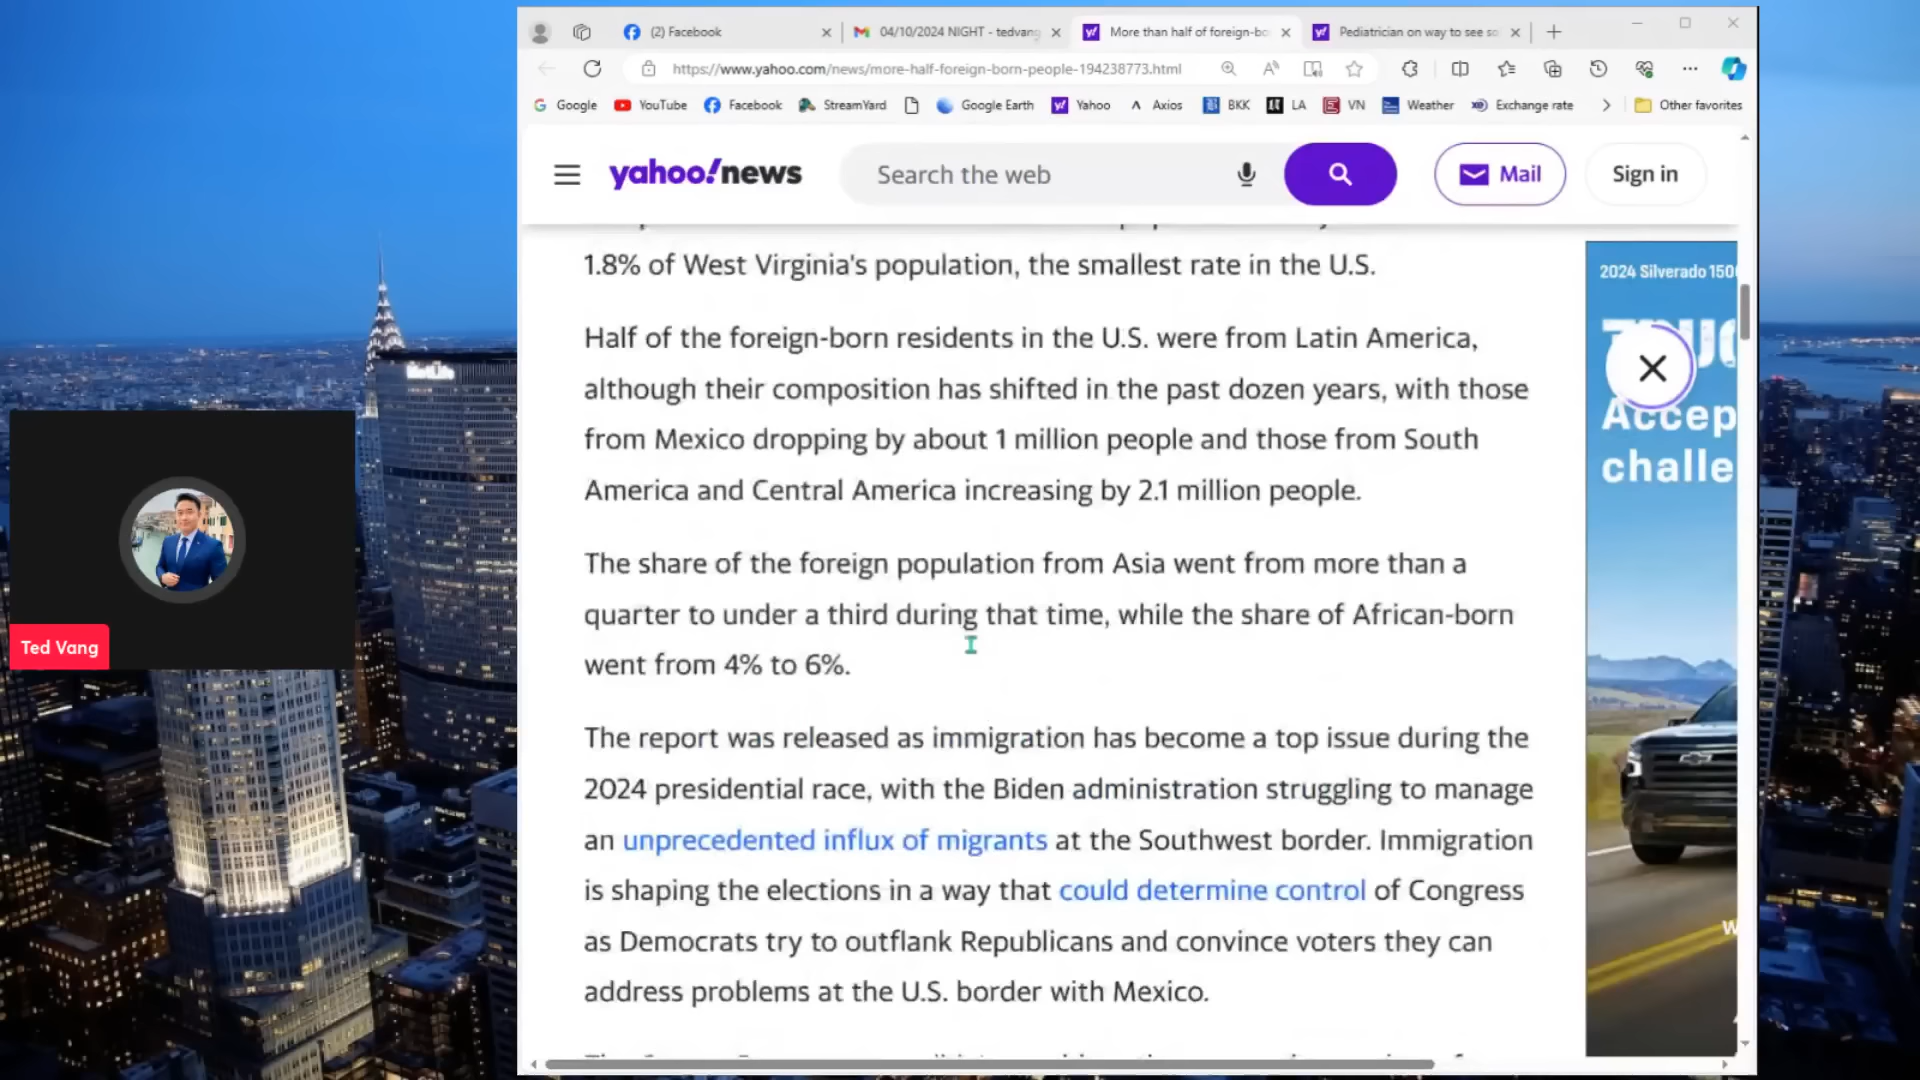 (2) Facebook
04/10/2024 NIGHT - tedvang
More than half of foreign-bo
Pediatrician on way to see so
https://www.yahoo.com/news/more-half-foreign-born-people-194238773.html
Google YouTube Facebook StreamYard Google Earth Yahoo Axios BKK LA VN Weather Exchange rate Other favorites
yahoo!news
Search the web
Mail
Sign in
1.8% of West Virginia's population, the smallest rate in the U.S.
Half of the foreign-born residents in the U.S. were from Latin America,
although their composition has shifted in the past dozen years, with those
from Mexico dropping by about 1 million people and those from South
America and Central America increasing by 2.1 million people.
The share of the foreign population from Asia went from more than a
quarter to under a third during that time, while the share of African-born
went from 4% to 6%.
The report was released as immigration has become a top issue during the
2024 presidential race, with the Biden administration struggling to manage
an unprecedented influx of migrants at the Southwest border. Immigration
is shaping the elections in a way that could determine control of Congress
as Democrats try to outflank Republicans and convince voters they can
address problems at the U.S. border with Mexico.
2024 Silverado 150
Accep
challe
MetLife
Ted Vang